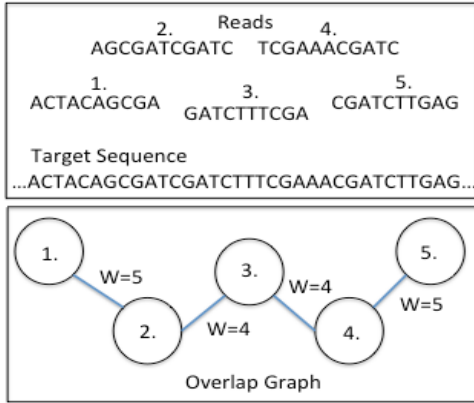 Reads
2. 4.
AGCGATCGATC TCGAAACGATC
1. 3. 5.
ACTACAGCGA GATCTTTCGA CGATCTTGAG
Target Sequence
...ACTACAGCGATCGATCTTTCGAAACGATCTTGAG...
1. 3. 5.
W=5 W=4
2. W=4 4. W=5
Overlap Graph